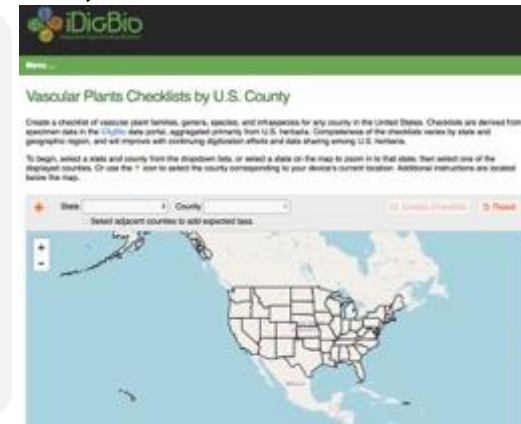 iDigBio
Menu ...
Vascular Plants Checklists by U.S. County
Create a checklist of vascular plant families, genera, species, and infraspecies for any county in the United States. Checklists are derived from
specimen data in the iDigBio data portal, aggregated primarily from U.S. herbaria. Completeness of the checklists varies by state and
geographic region, and will improve with continuing digitization efforts and data sharing among U.S. herbaria.
To begin, select a state and county from the dropdown lists, or select a state on the map to zoom in to that state, then select one of the
displayed counties. Or use the icon to select the county corresponding to your device's current location. Additional instructions are located
below the map.
State County Create Checklist Reset
Select adjacent counties to add expected taxa.
+
-